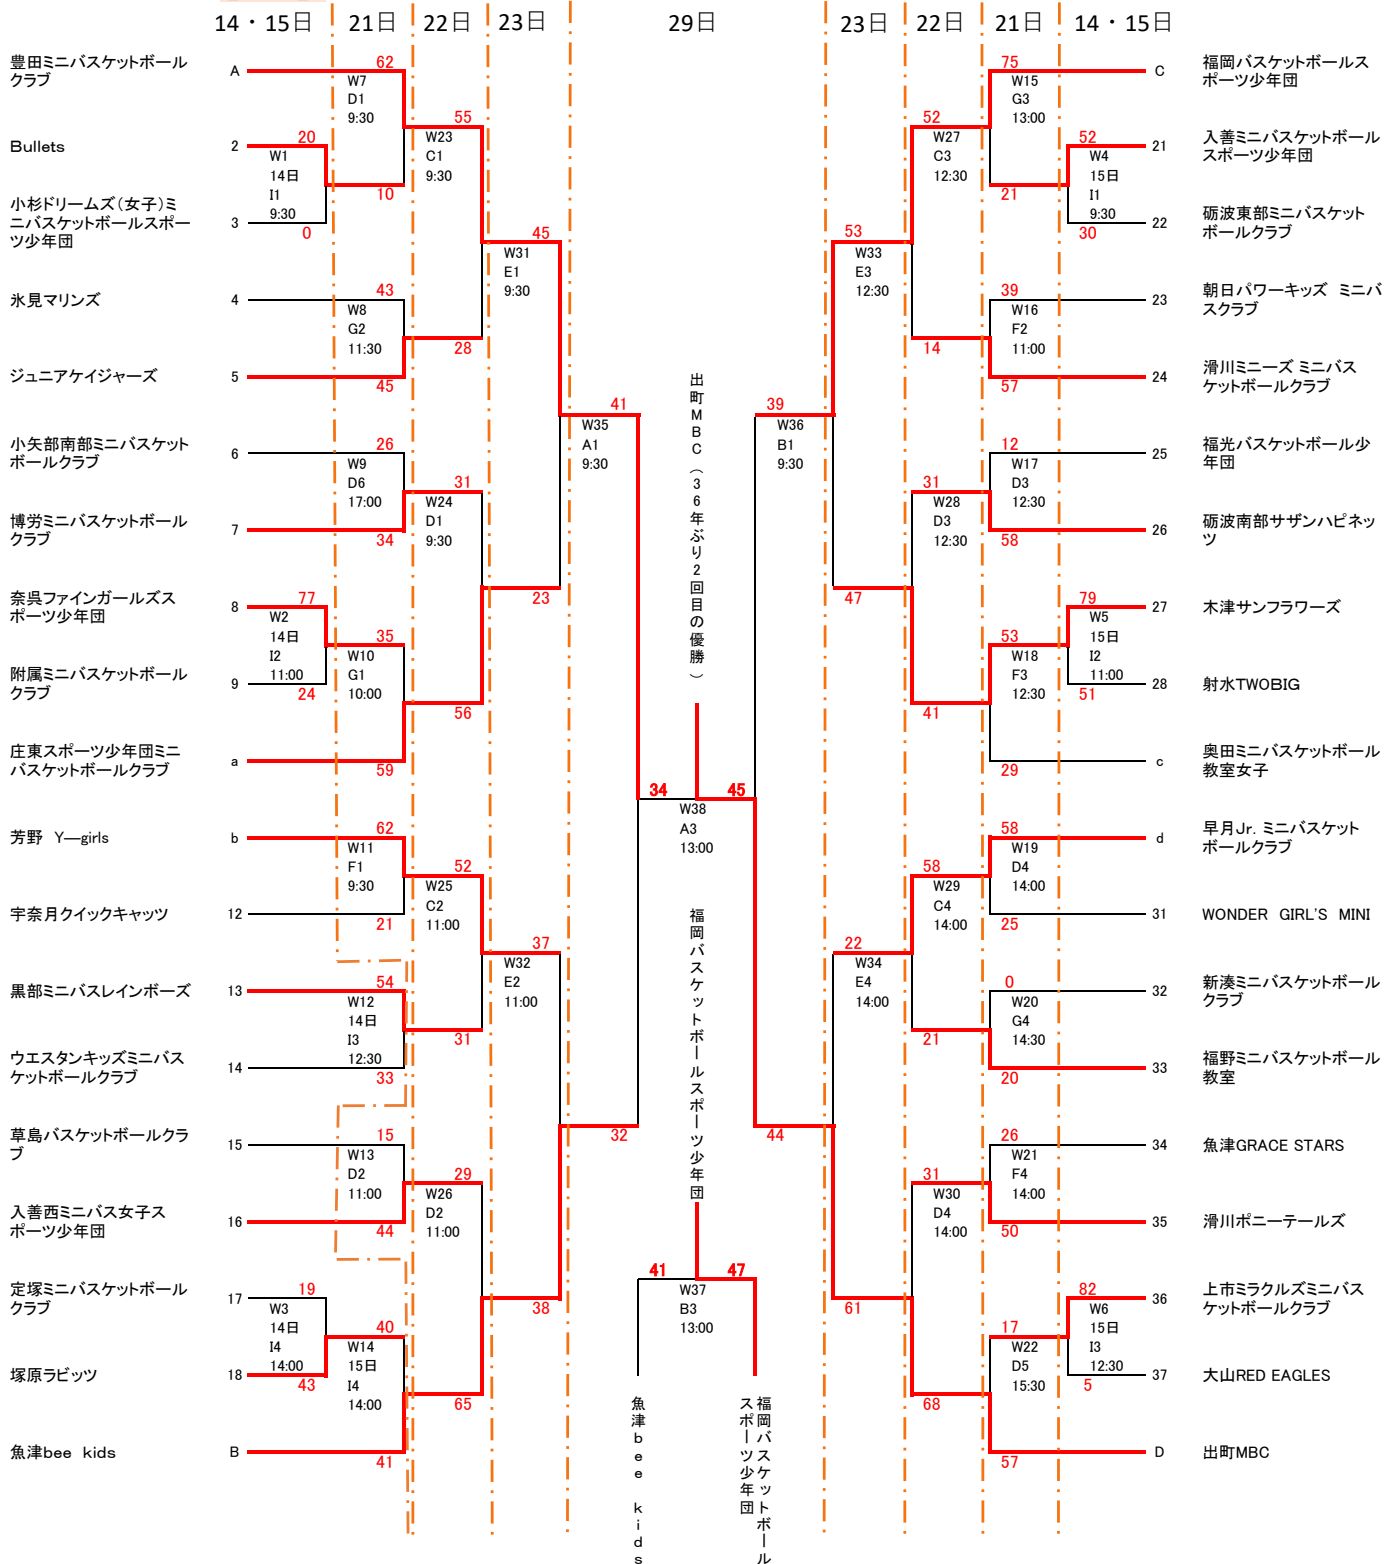 14・15日
21日
22日
23日
29日
23日
22日
21日
14・15日
豊田ミニバスケットボール
クラブ
A
62
W7
D1
9:30
Bullets
2
20
W1
14日
I1
9:30
10
小杉ドリームズ(女子)ミ
ニバスケットボールスポー
ツ少年団
3
0
55
W23
C1
9:30
氷見マリンズ
4
43
W8
G2
11:30
28
ジュニアケイジャーズ
5
45
45
W31
E1
9:30
小矢部南部ミニバスケット
ボールクラブ
6
26
W9
D6
17:00
博労ミニバスケットボール
クラブ
7
34
31
W24
D1
9:30
奈呉ファインガールズス
ポーツ少年団
8
77
W2
14日
I2
11:00
附属ミニバスケットボール
クラブ
9
24
35
W10
G1
10:00
56
庄東スポーツ少年団ミニ
バスケットボールクラブ
a
59
23
41
W35
A1
9:30
芳野 Y―girls
b
62
W11
F1
9:30
宇奈月クイックキャッツ
12
21
52
W25
C2
11:00
黒部ミニバスレインボーズ
13
54
W12
14日
I3
12:30
31
ウエスタンキッズミニバス
ケットボールクラブ
14
33
37
W32
E2
11:00
草島バスケットボールクラ
ブ
15
15
W13
D2
11:00
入善西ミニバス女子ス
ポーツ少年団
16
44
29
W26
D2
11:00
定塚ミニバスケットボール
クラブ
17
19
W3
14日
I4
14:00
塚原ラビッツ
18
43
40
W14
15日
I4
14:00
65
魚津bee kids
B
41
38
32
出町MBC(36年ぶり2回目の優勝)
34
45
W38
A3
13:00
福岡バスケットボールスポーツ少年団
41
47
W37
B3
13:00
魚津bee kids
福岡バスケットボール
スポーツ少年団
39
W36
B1
9:30
44
53
W33
E3
12:30
47
22
W34
E4
14:00
61
52
W27
C3
12:30
14
31
W28
D3
12:30
41
58
W29
C4
14:00
21
31
W30
D4
14:00
68
75
W15
G3
13:00
C
福岡バスケットボールス
ポーツ少年団
21
52
W4
15日
I1
9:30
21
入善ミニバスケットボール
スポーツ少年団
30
22
砺波東部ミニバスケット
ボールクラブ
39
W16
F2
11:00
23
朝日パワーキッズ ミニバ
スクラブ
57
24
滑川ミニーズ ミニバス
ケットボールクラブ
12
W17
D3
12:30
25
福光バスケットボール少
年団
58
26
砺波南部サザンハピネッ
ツ
53
W18
F3
12:30
79
W5
15日
I2
11:00
27
木津サンフラワーズ
51
28
射水TWOBIG
29
c
奥田ミニバスケットボール
教室女子
58
W19
D4
14:00
d
早月Jr. ミニバスケット
ボールクラブ
25
31
WONDER GIRL'S MINI
0
W20
G4
14:30
32
新湊ミニバスケットボール
クラブ
20
33
福野ミニバスケットボール
教室
26
W21
F4
14:00
34
魚津GRACE STARS
50
35
滑川ポニーテールズ
17
W22
D5
15:30
82
W6
15日
I3
12:30
36
上市ミラクルズミニバス
ケットボールクラブ
5
37
大山RED EAGLES
57
D
出町MBC